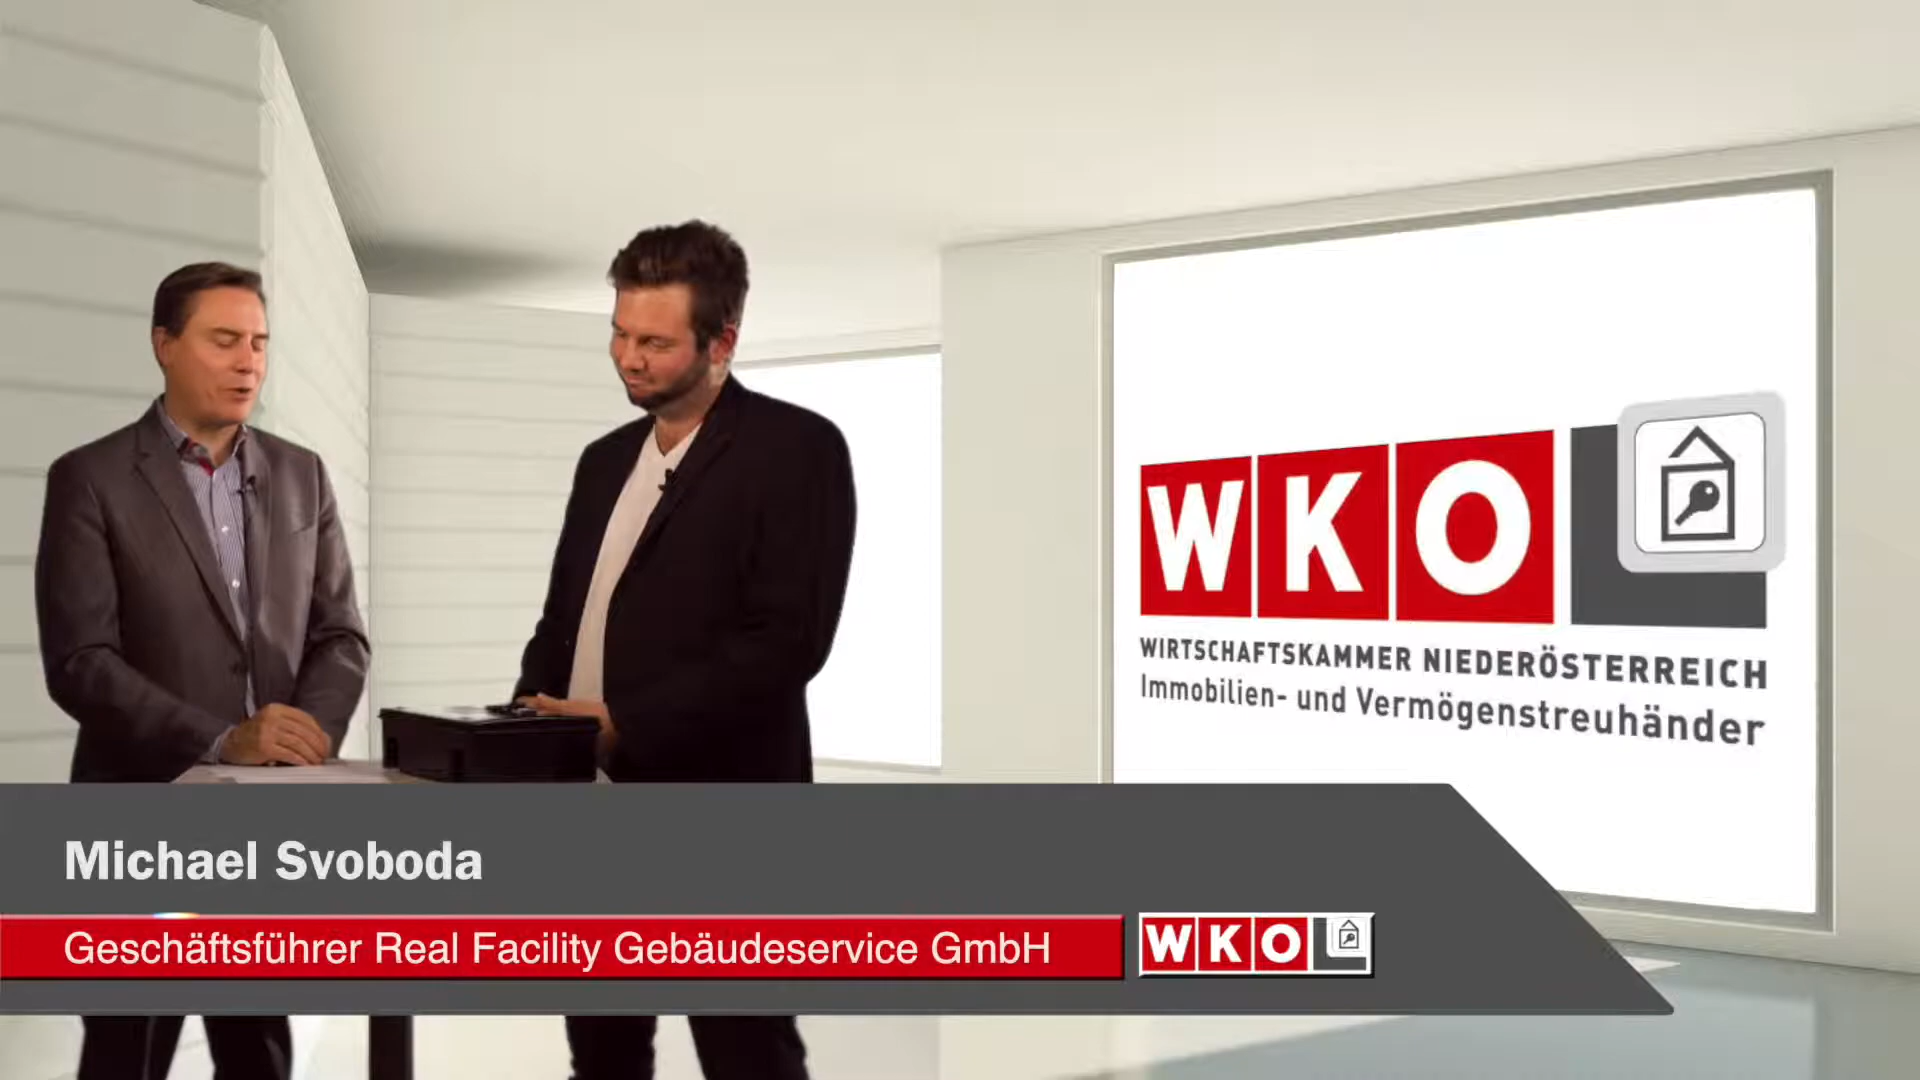 WKO
WIRTSCHAFTSKAMMER NIEDERÖSTERREICH
Immobilien- und Vermögenstreuhänder
Michael Svoboda
Geschäftsführer Real Facility Gebäudeservice GmbH
WKO